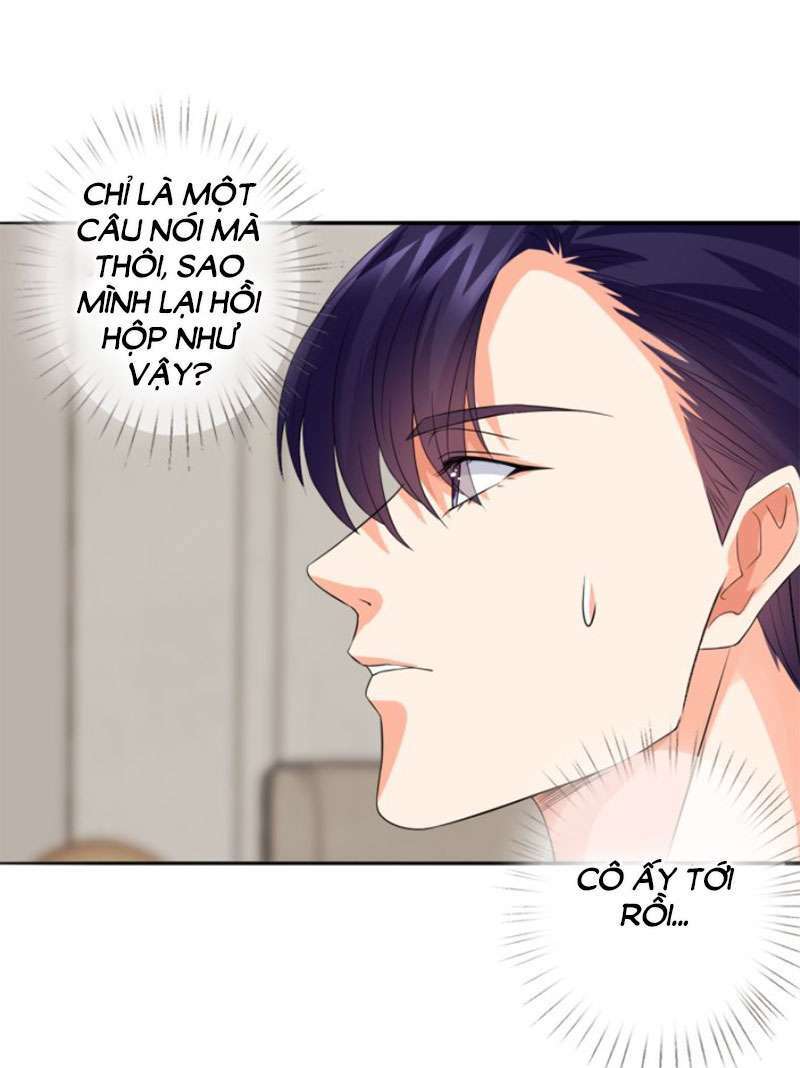 CHỈ LÀ MỘT
CÂU NÓI MÀ
THÔI, SAO
MÌNH LẠI HỒI
HỘP NHƯ
VẬY?
CÔ ẤY TỚI
RỒI...